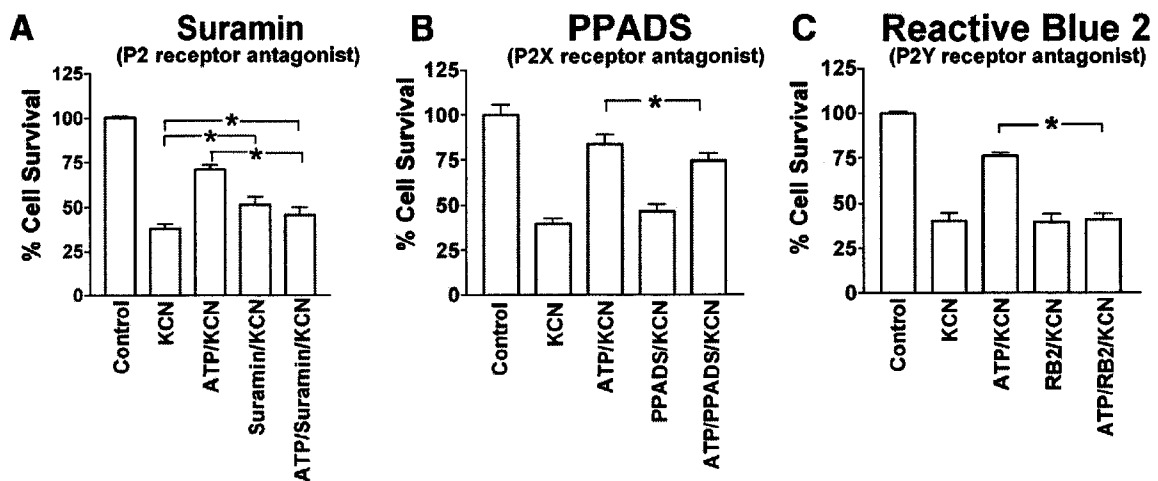 A Suramin
(P2 receptor antagonist)
% Cell Survival
125
100
75
50
25
0
*
*
*
Control
KCN
ATP/KCN
Suramin/KCN
ATP/Suramin/KCN
B PPADS
(P2X receptor antagonist)
% Cell Survival
125
100
75
50
25
0
*
Control
KCN
ATP/KCN
PPADS/KCN
ATP/PPADS/KCN
C Reactive Blue 2
(P2Y receptor antagonist)
% Cell Survival
125
100
75
50
25
0
*
Control
KCN
ATP/KCN
RB2/KCN
ATP/RB2/KCN